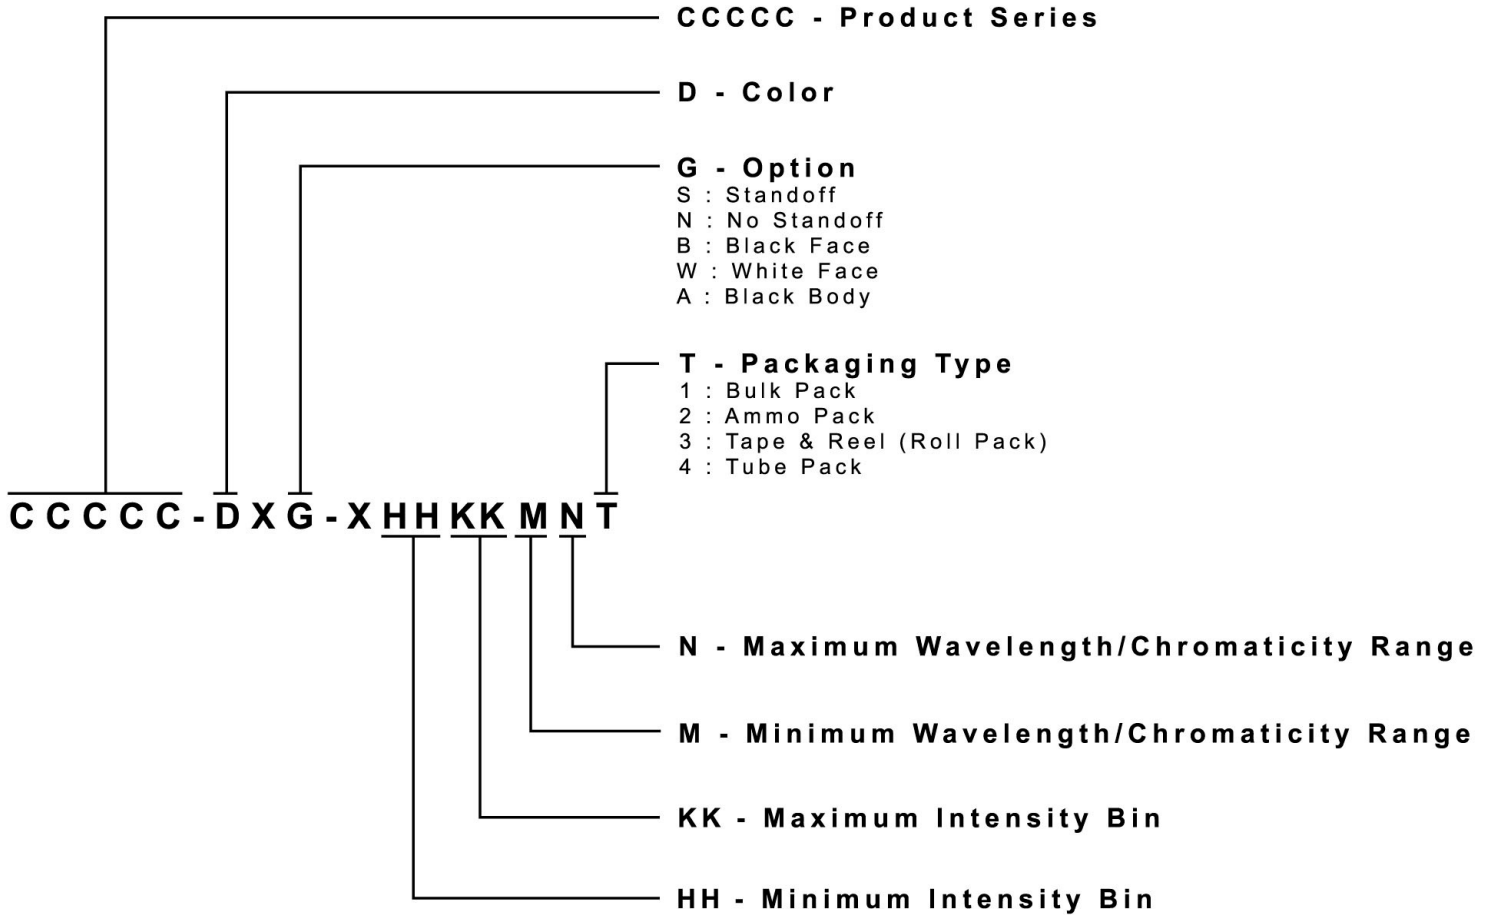 CCCCC - Product Series
D - Color
G - Option
S : Standoff
N : No Standoff
B : Black Face
W : White Face
A : Black Body
T - Packaging Type
1 : Bulk Pack
2 : Ammo Pack
3 : Tape & Reel (Roll Pack)
4 : Tube Pack
CCCCC-DXG-XHHKKMNT
N - Maximum Wavelength/Chromaticity Range
M - Minimum Wavelength/Chromaticity Range
KK - Maximum Intensity Bin
HH - Minimum Intensity Bin